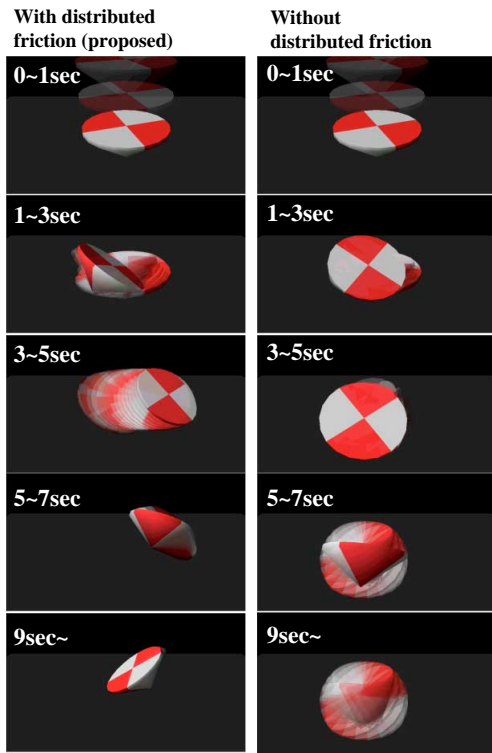 With distributed
friction (proposed)
0~1sec
1~3sec
3~5sec
5~7sec
9sec~
Without
distributed friction
0~1sec
1~3sec
3~5sec
5~7sec
9sec~